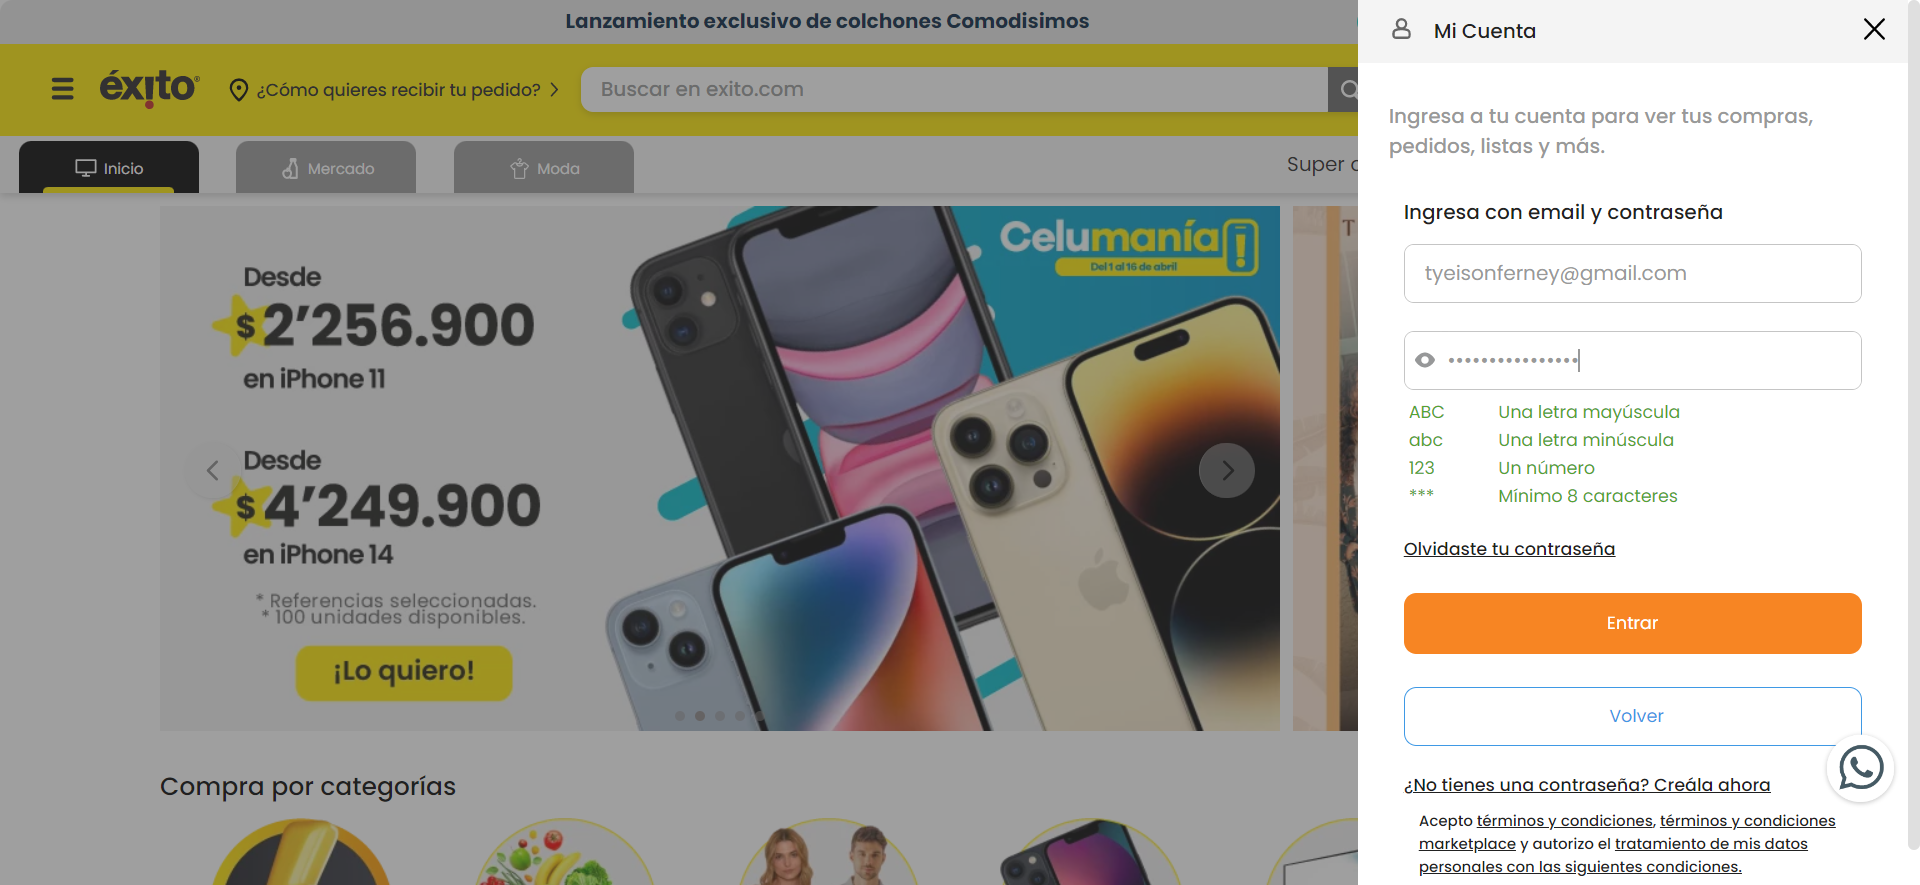 Lanzamiento exclusivo de colchones Comodisimos
éxito
¿Cómo quieres recibir tu pedido?
Buscar en exito.com
Inicio
Mercado
Moda
Super
Desde
$2'256.900
en iPhone 11
Desde
$4'249.900
en iPhone 14
* Referencias seleccionadas.
* 100 unidades disponibles.
¡Lo quiero!
Celumanía
Del 1 al 16 de abril
T
Compra por categorías
Mi Cuenta
Ingresa a tu cuenta para ver tus compras,
pedidos, listas y más.
Ingresa con email y contraseña
tyeisonferney@gmail.com
••••••••••••••••
ABC Una letra mayúscula
abc Una letra minúscula
123 Un número
*** Mínimo 8 caracteres
Olvidaste tu contraseña
Entrar
Volver
¿No tienes una contraseña? Creála ahora
Acepto términos y condiciones, términos y condiciones
marketplace y autorizo el tratamiento de mis datos
personales con las siguientes condiciones.